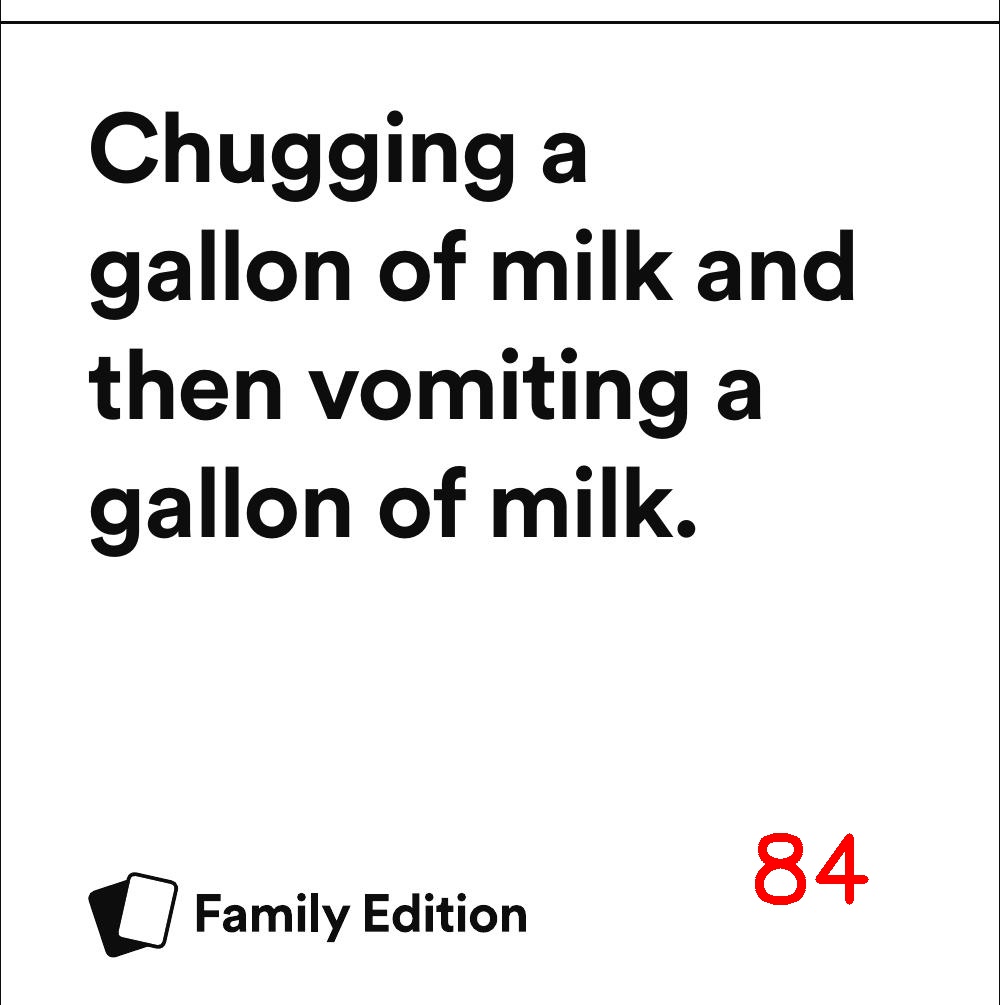 Chugging a
gallon of milk and
then vomiting a
gallon of milk.
Family Edition
84